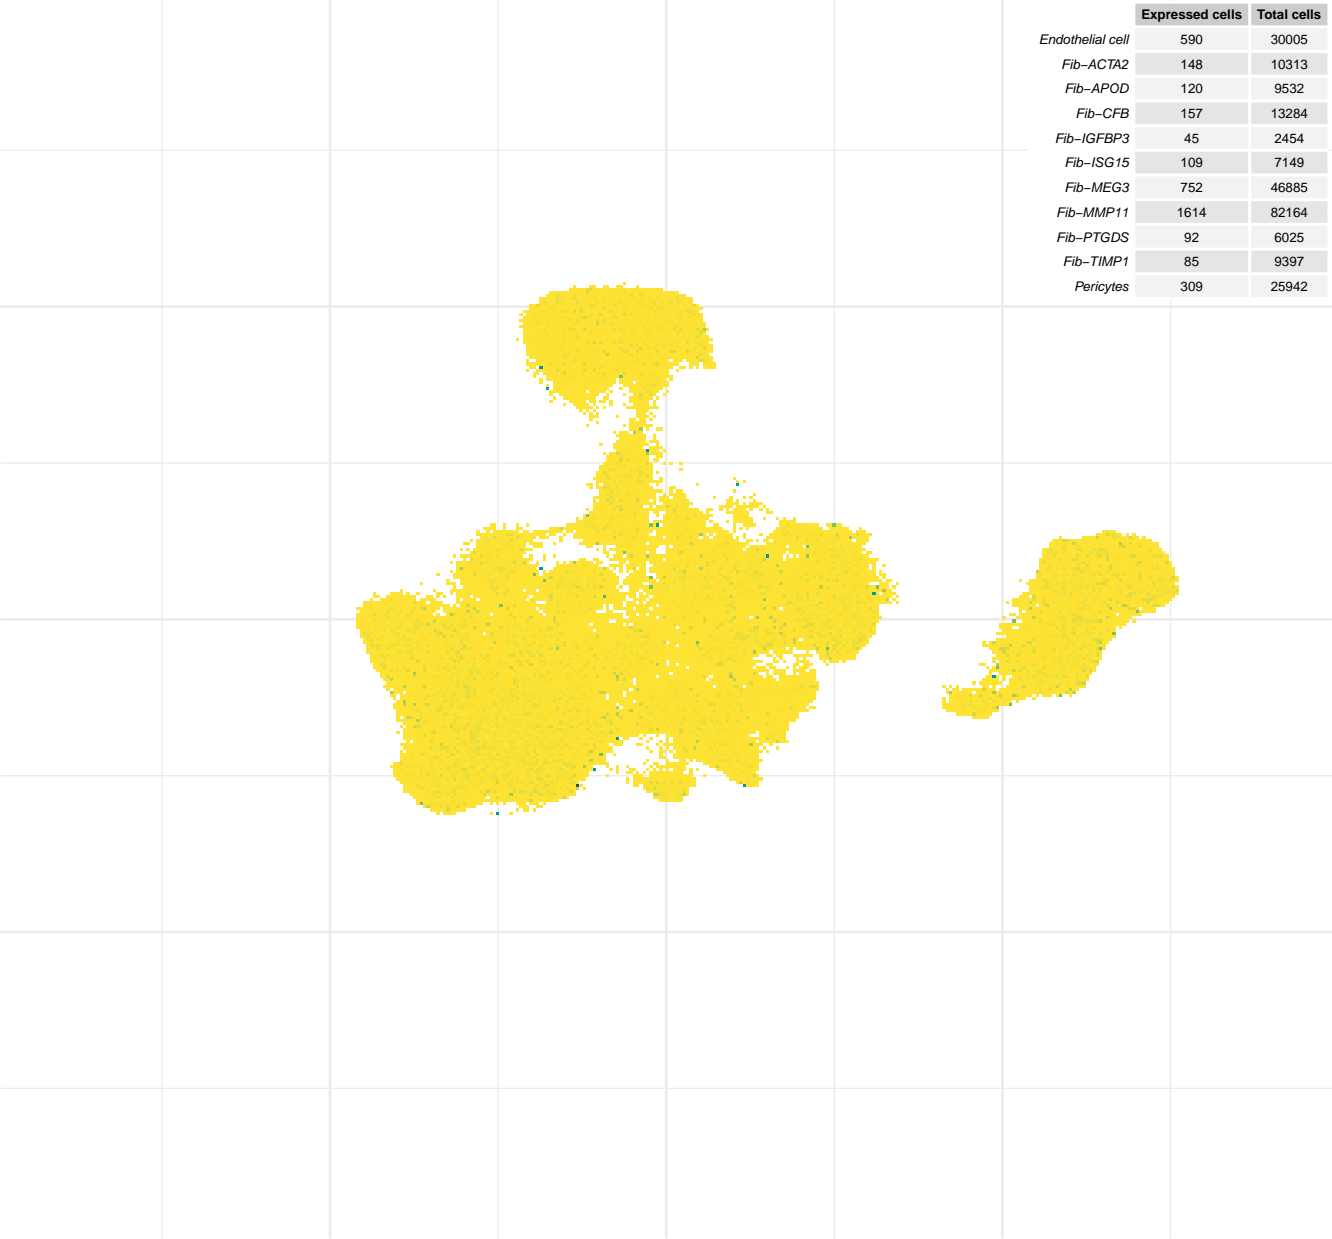 Expressed cells Total cells
Endothelial cell 590 30005
Fib−ACTA2 148 10313
Fib−APOD 120 9532
Fib−CFB 157 13284
Fib−IGFBP3 45 2454
Fib−ISG15 109 7149
Fib−MEG3 752 46885
Fib−MMP11 1614 82164
Fib−PTGDS 92 6025
Fib−TIMP1 85 9397
Pericytes 309 25942